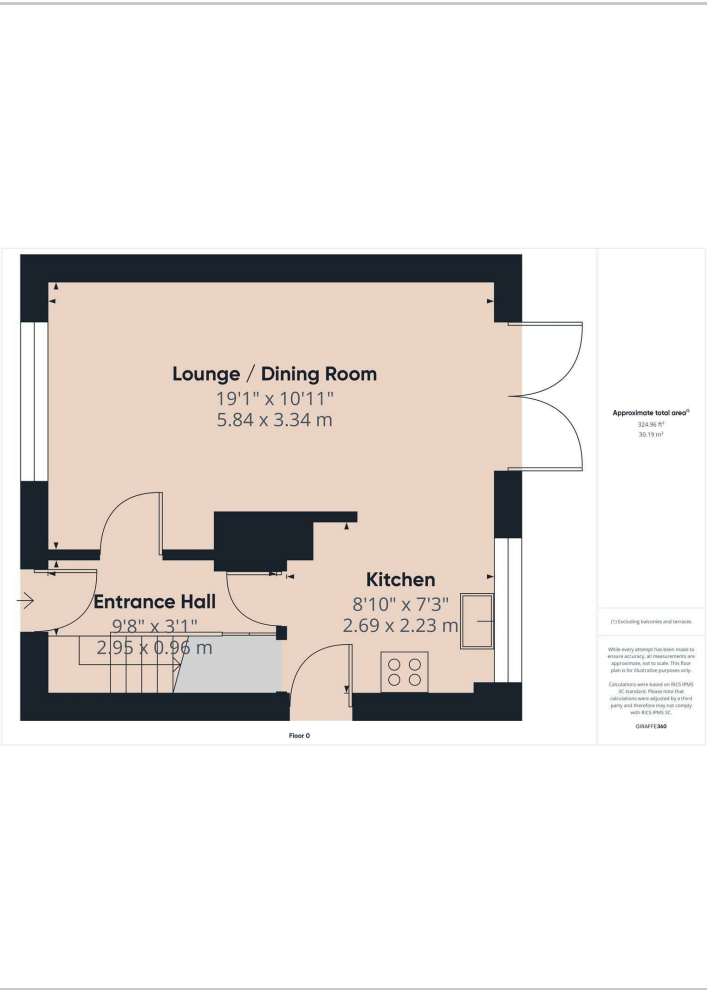 Lounge / Dining Room
19'1" x 10'11"
5.84 x 3.34 m
Kitchen
8'10" x 7'3"
2.69 x 2.23 m
Entrance Hall
9'8" x 3'1"
2.95 x 0.96 m
Floor 0
Approximate total area⁽¹⁾
324.96 ft²
30.19 m²
(1) Excluding balconies and terraces
While every attempt has been made to
ensure accuracy, all measurements are
approximate, not to scale. This floor
plan is for illustrative purposes only.
Calculations were based on RICS IPMS
3C standard. Please note that
calculations were adjusted by a third
party and therefore may not comply
with RICS IPMS 3C.
GIRAFFE360